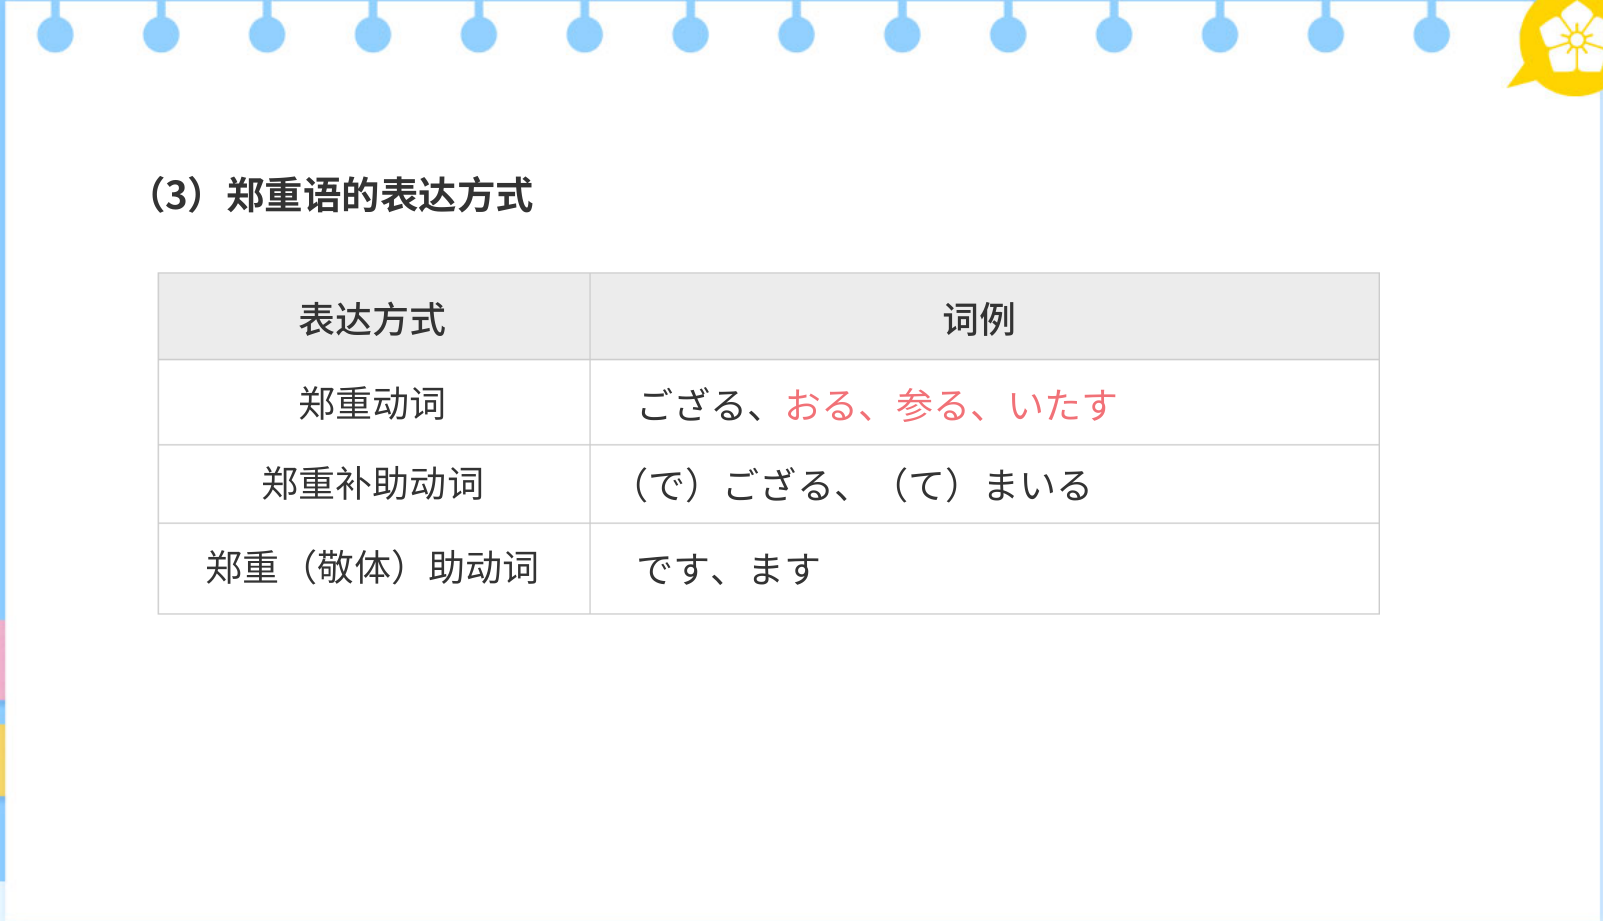 （3）郑重语的表达方式
表达方式 词例
郑重动词 ござる、おる、参る、いたす
郑重补助动词 （で）ござる、（て）まいる
郑重（敬体）助动词 です、ます